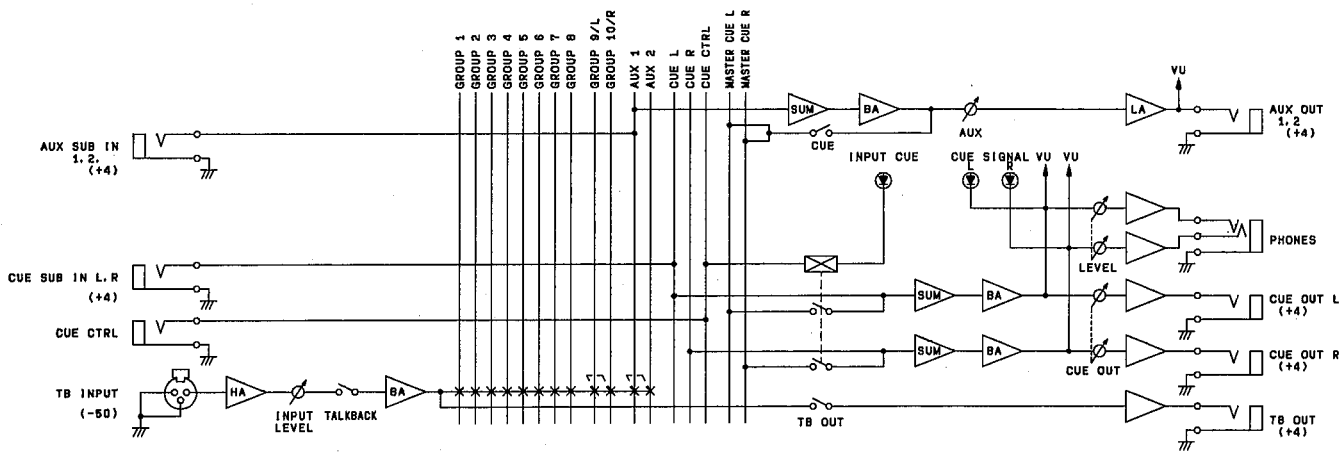 GROUP 1
GROUP 2
GROUP 3
GROUP 4
GROUP 5
GROUP 6
GROUP 7
GROUP 8
GROUP 9/L
GROUP 10/R
AUX 1
AUX 2
CUE L
CUE R
CUE CTRL
MASTER CUE L
MASTER CUE R
VU
SUM
BA
AUX
LA
AUX OUT
1,2
(+4)
CUE
AUX SUB IN
1,2.
(+4)
INPUT CUE
CUE SIGNAL
L
R
VU
VU
PHONES
LEVEL
CUE SUB IN L.R
(+4)
SUM
BA
CUE OUT L
(+4)
CUE CTRL
SUM
BA
CUE OUT
CUE OUT R
(+4)
TB INPUT
(-50)
HA
INPUT
LEVEL
TALKBACK
BA
TB OUT
TB OUT
(+4)